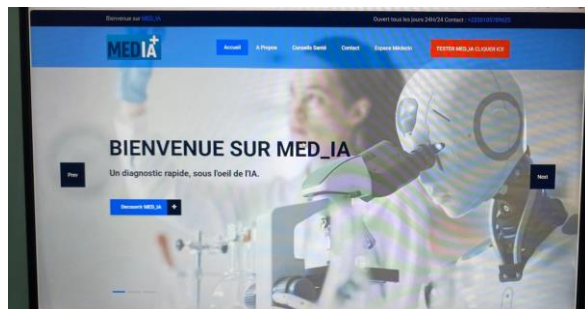 Bienvenue sur MED_IA
Ouvert tous les jours 24H/24 Contact :
MEDIA
Accueil
A Propos
Conseils Santé
Contact
Espace Médecin
TESTER MED_IA CLIQUER ICI
BIENVENUE SUR MED_IA
Un diagnostic rapide, sous l'oeil de l'IA.
Prev
Next
Decouvrir MED_IA +